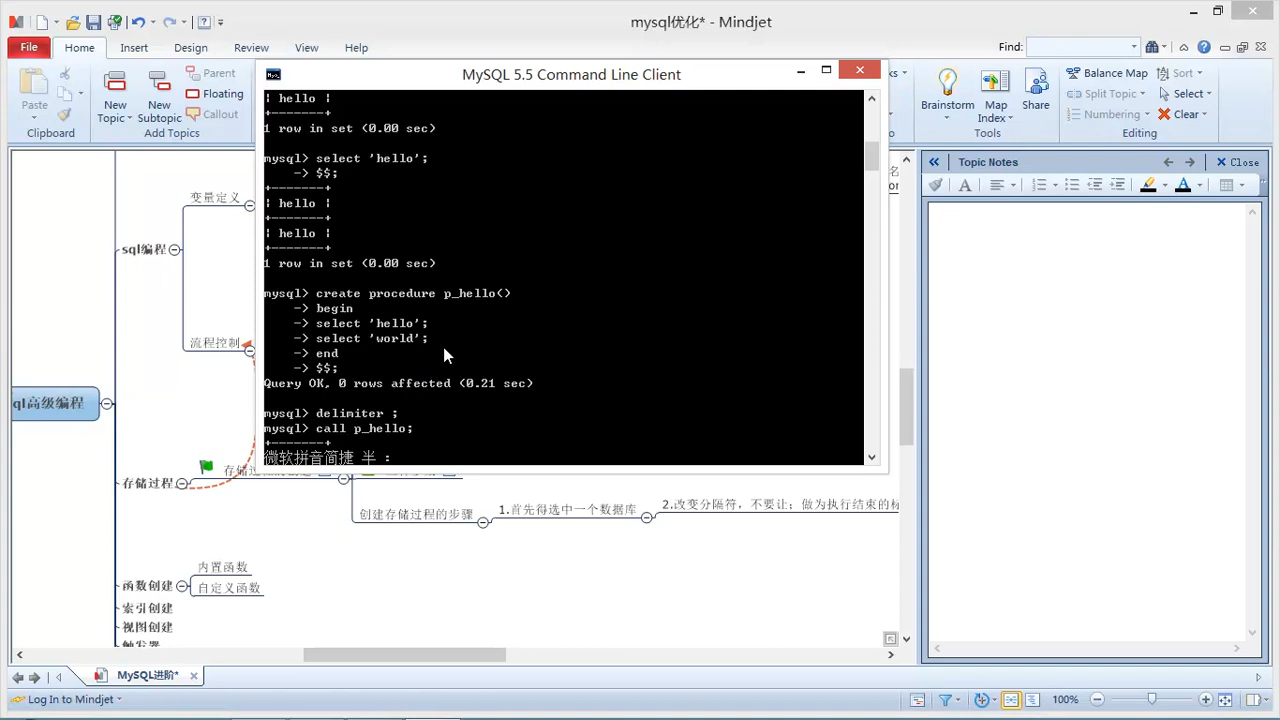 mysql优化* - Mindjet
File
Home
Insert
Design
Review
View
Help
Find:
Paste
Clipboard
New Topic
New Subtopic
Parent
Floating
Callout
Add Topics
Brainstorm
Map Index
Share
Tools
Balance Map
Split Topic
Numbering
Sort
Select
Clear
Editing
MySQL 5.5 Command Line Client
| hello |
+-------+
1 row in set (0.00 sec)
mysql> select 'hello';
-> $$;
+-------+
| hello |
+-------+
| hello |
+-------+
1 row in set (0.00 sec)
mysql> create procedure p_hello()
-> begin
-> select 'hello';
-> select 'world';
-> end
-> $$;
Query OK, 0 rows affected (0.21 sec)
mysql> delimiter ;
mysql> call p_hello;
+-------+
微软拼音简捷 半 :
变量定义
sql编程
流程控制
ql高级编程
存储过程
创建存储过程的步骤
1.首先得选中一个数据库
2.改变分隔符，不要让；做为执行结束的标
内置函数
函数创建
自定义函数
索引创建
视图创建
触发器
Topic Notes
Close
MySQL进阶*
Log In to Mindjet
100%